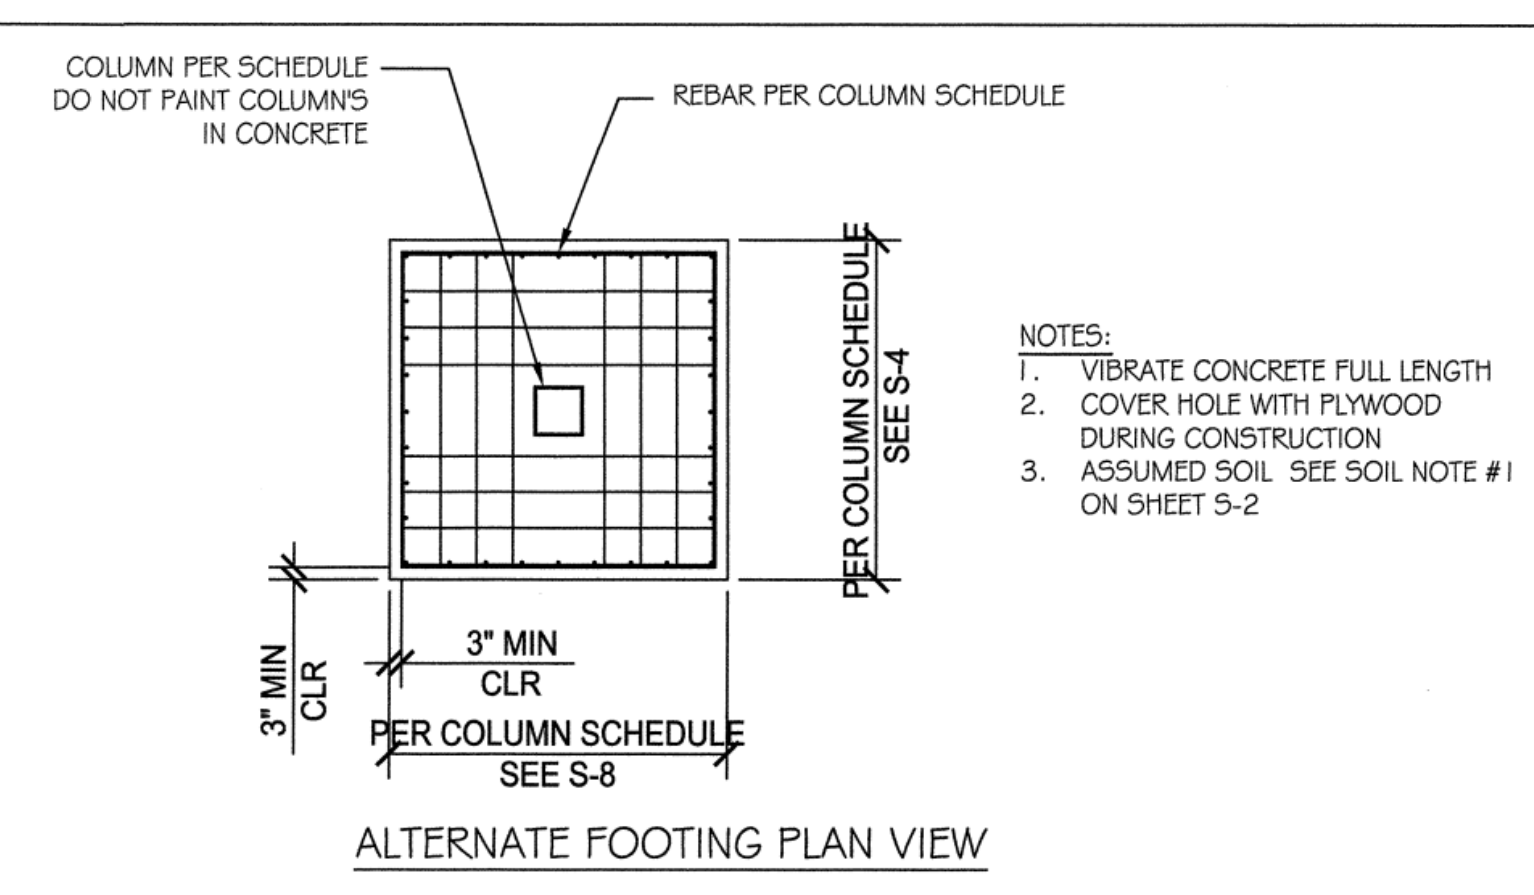 COLUMN PER SCHEDULE
DO NOT PAINT COLUMN'S
IN CONCRETE
REBAR PER COLUMN SCHEDULE
PER COLUMN SCHEDULE
SEE S-4
NOTES:
1. VIBRATE CONCRETE FULL LENGTH
2. COVER HOLE WITH PLYWOOD
DURING CONSTRUCTION
3. ASSUMED SOIL SEE SOIL NOTE #1
ON SHEET S-2
3" MIN
CLR
3" MIN
CLR
PER COLUMN SCHEDULE
SEE S-8
ALTERNATE FOOTING PLAN VIEW